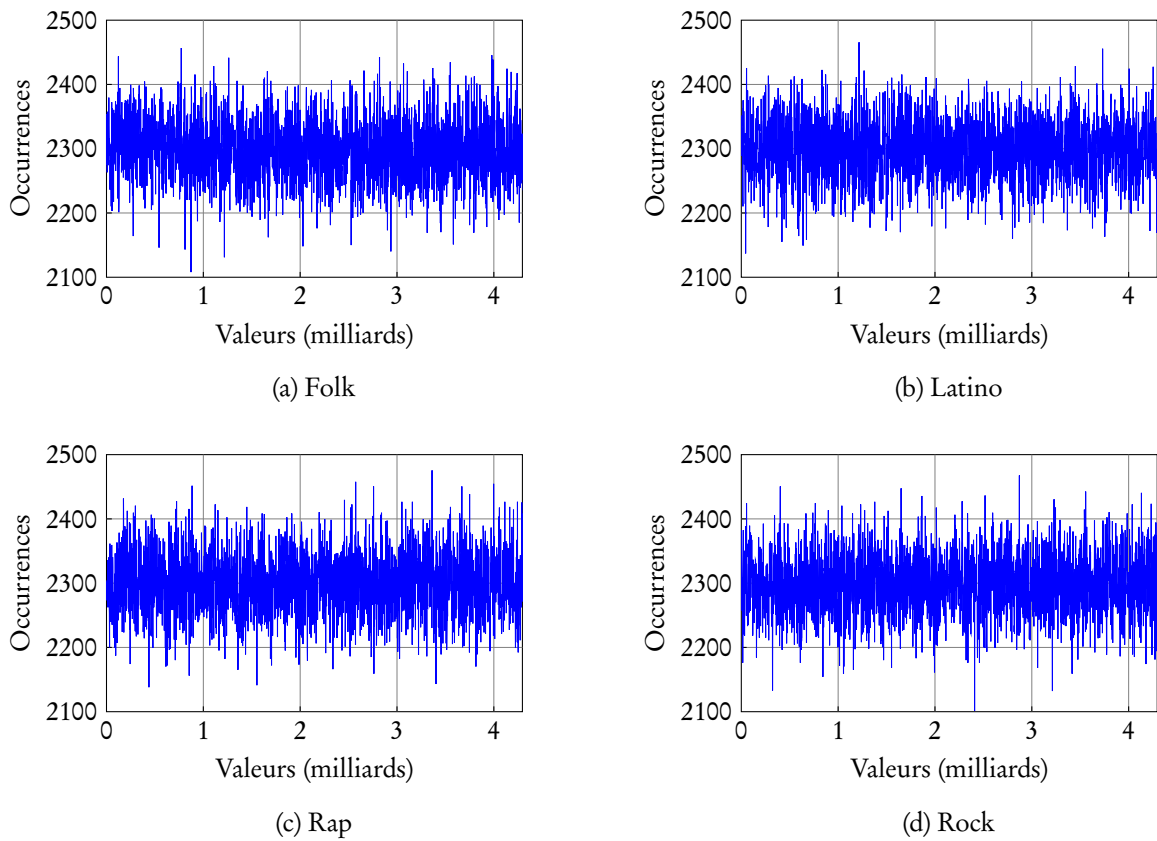 2500
2400
2300
2200
2100
Occurrences
0 1 2 3 4
Valeurs (milliards)
(a) Folk
2500
2400
2300
2200
2100
Occurrences
0 1 2 3 4
Valeurs (milliards)
(b) Latino
2500
2400
2300
2200
2100
Occurrences
0 1 2 3 4
Valeurs (milliards)
(c) Rap
2500
2400
2300
2200
2100
Occurrences
0 1 2 3 4
Valeurs (milliards)
(d) Rock